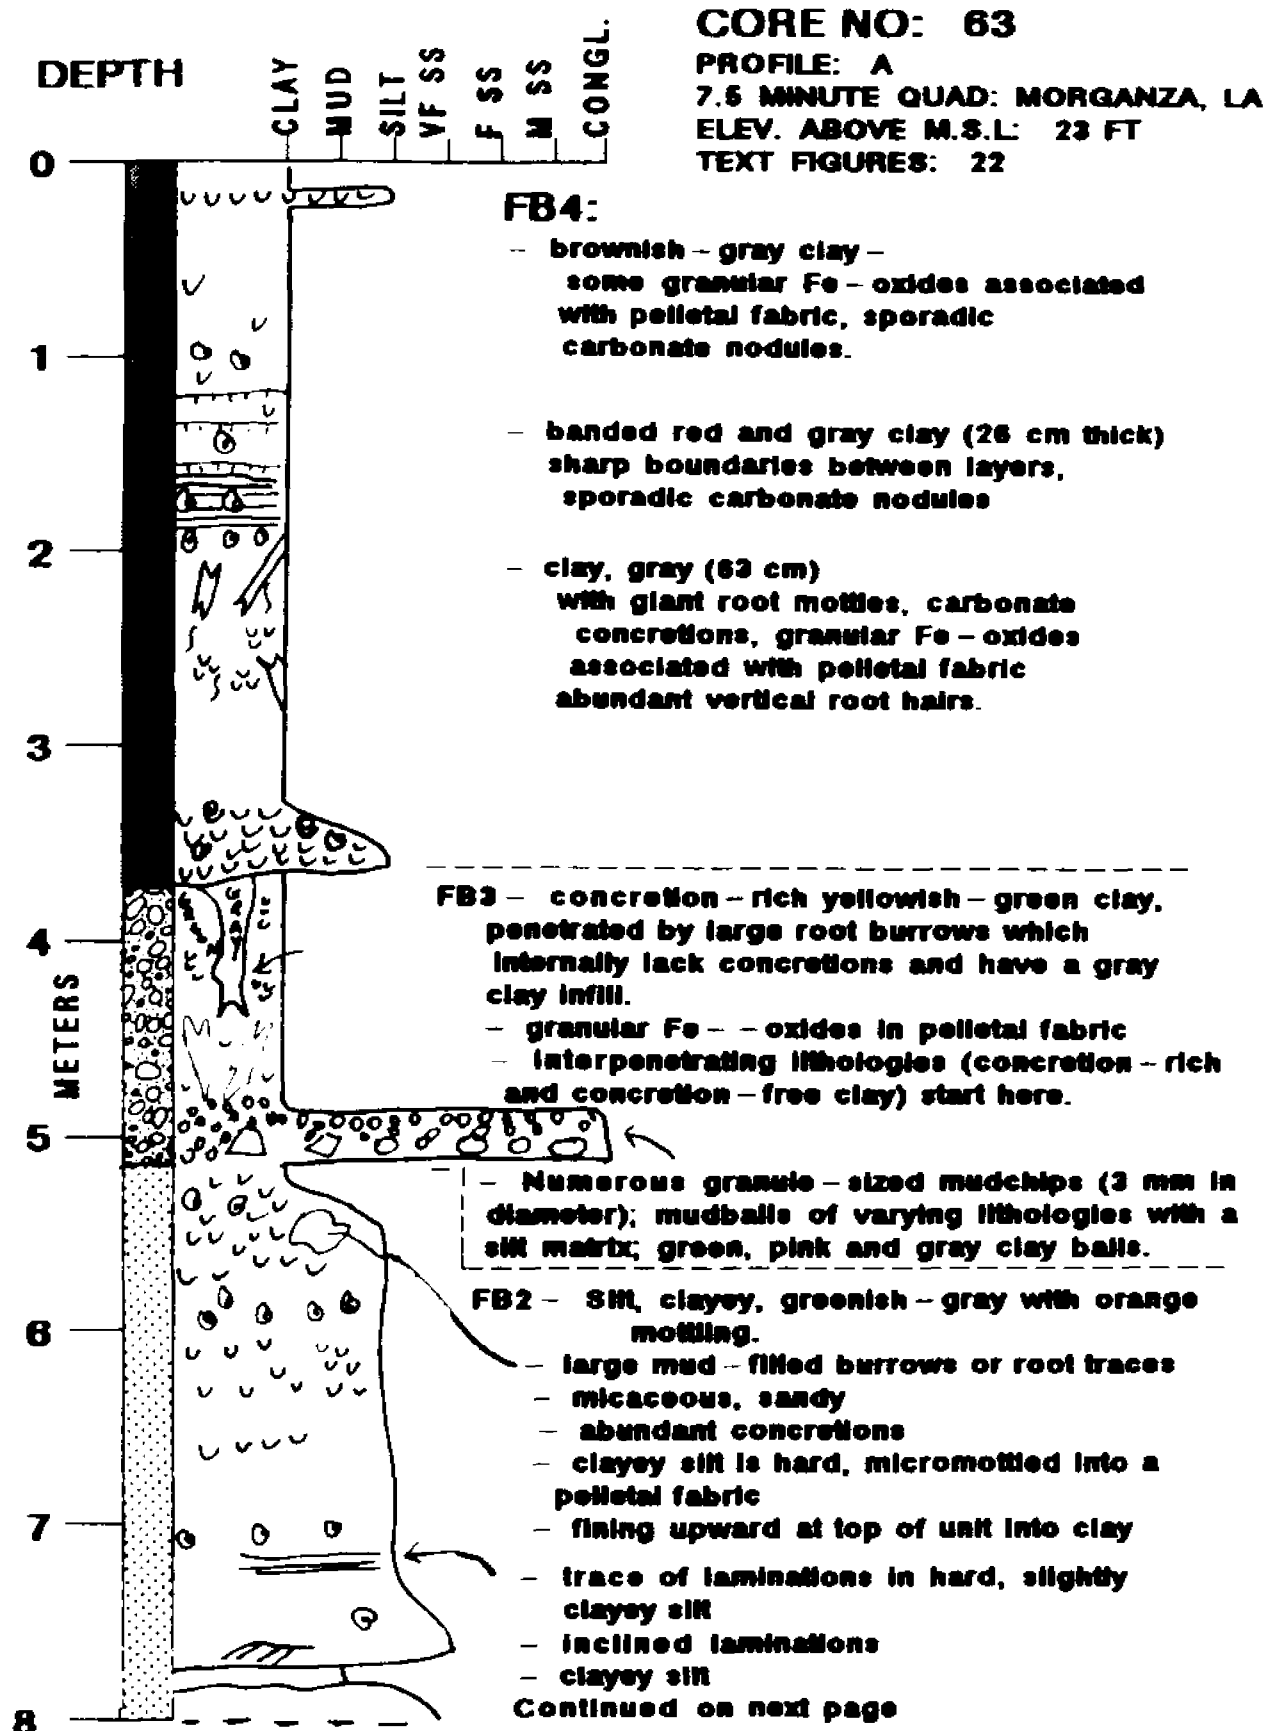 CORE NO: 63
PROFILE: A
7.5 MINUTE QUAD: MORGANZA, LA
ELEV. ABOVE M.S.L: 23 FT
TEXT FIGURES: 22
DEPTH
CLAY
MUD
SILT
VF SS
F SS
M SS
CONGL.
0
1
2
3
4
5
6
7
8
METERS
FB4:
- brownish-gray clay-
some granular Fe-oxides associated
with pelletal fabric, sporadic
carbonate nodules.
- banded red and gray clay (26 cm thick)
sharp boundaries between layers,
sporadic carbonate nodules
- clay, gray (63 cm)
with giant root mottles, carbonate
concretions, granular Fe-oxides
associated with pelletal fabric
abundant vertical root hairs.
GRAY
FB3 - concretion-rich yellowish-green clay,
penetrated by large root burrows which
internally lack concretions and have a gray
clay infill.
- granular Fe--oxides in pelletal fabric
- interpenetrating lithologies (concretion-rich
and concretion-free clay) start here.
- Numerous granule-sized mudchips (3 mm in
diameter); mudballs of varying lithologies with a
silt matrix; green, pink and gray clay balls.
FB2 - Silt, clayey, greenish-gray with orange
mottling.
- large mud-filled burrows or root traces
- micaceous, sandy
- abundant concretions
- clayey silt is hard, micromottled into a
pelletal fabric
- fining upward at top of unit into clay
- trace of laminations in hard, slightly
clayey silt
- inclined laminations
- clayey silt
Continued on next page